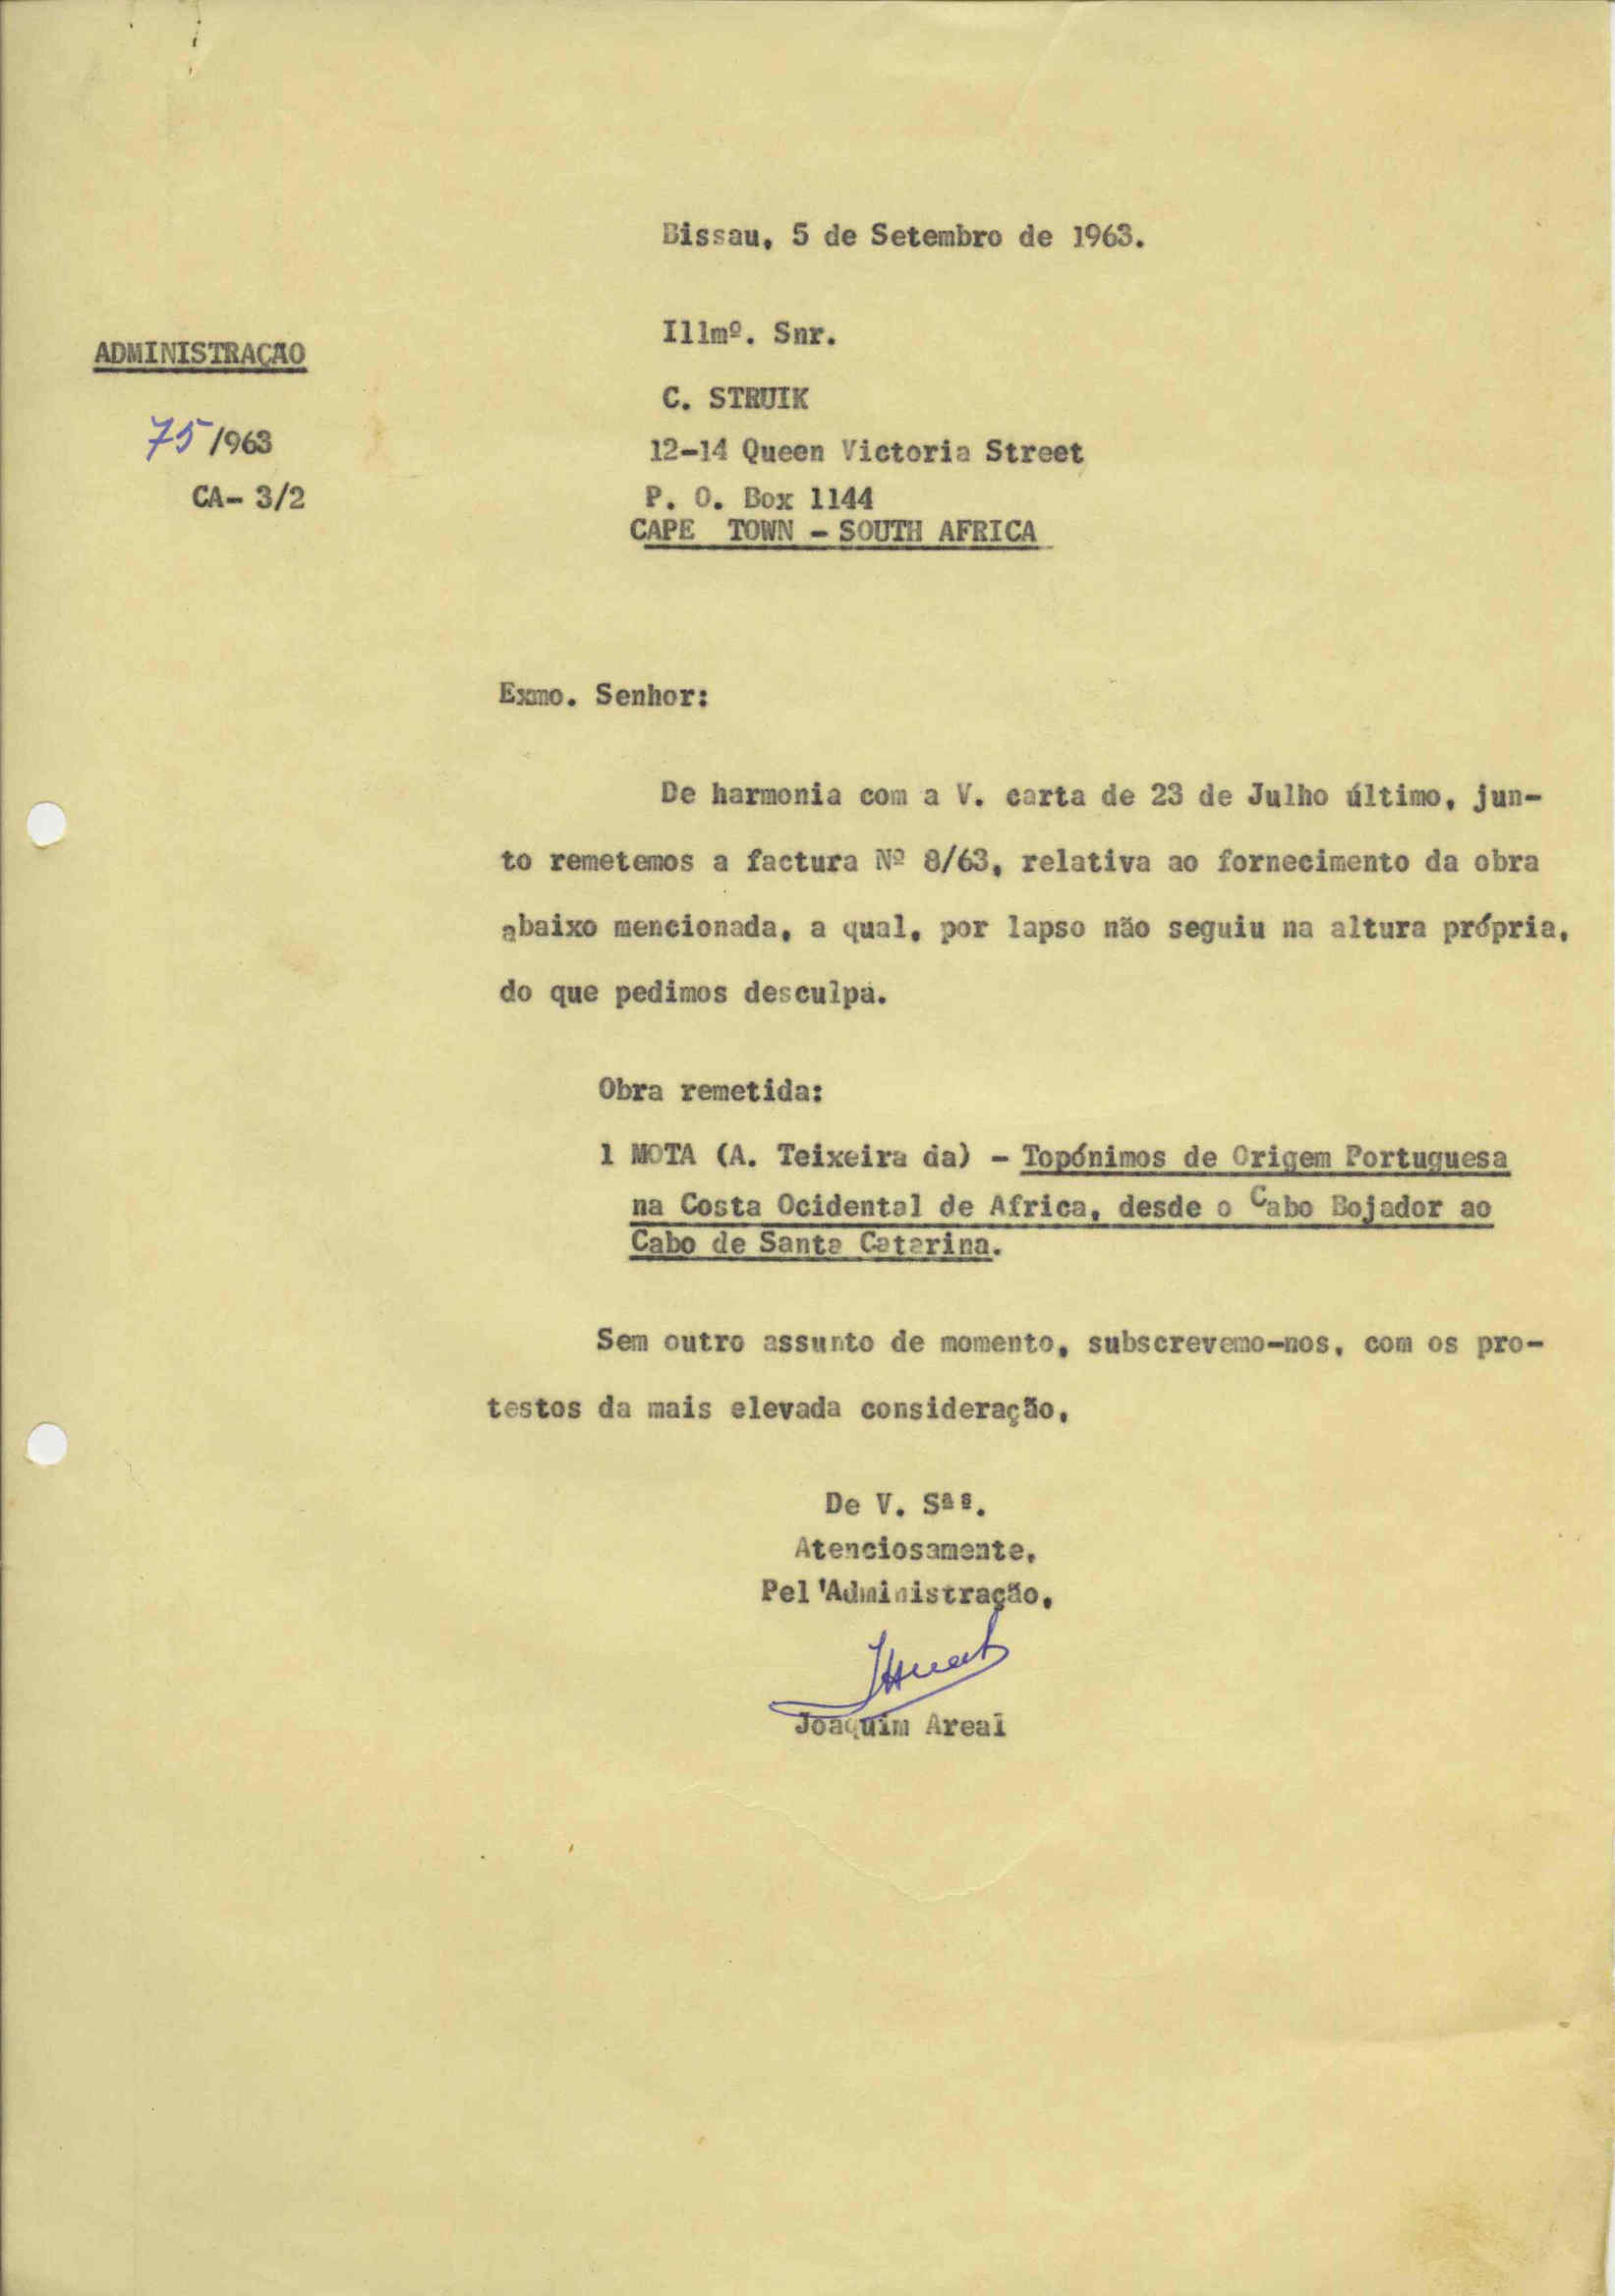 Bissau, 5 de Setembro de 1963.
ADMINISTRAÇAO
75/963
CA- 3/2
Illmº. Snr.
C. STRUIK
12-14 Queen Victoria Street
P. O. Box 1144
CAPE TOWN - SOUTH AFRICA
Exmo. Senhor:
De harmonia com a V. carta de 23 de Julho último, jun-
to remetemos a factura Nº 8/63, relativa ao fornecimento da obra
abaixo mencionada, a qual, por lapso não seguiu na altura própria,
do que pedimos desculpa.
Obra remetida:
1 MOTA (A. Teixeira da) - Topónimos de Origem Portuguesa
na Costa Ocidental de Africa, desde o Cabo Bojador ao
Cabo de Santa Catarina.
Sem outro assunto de momento, subscrevemo-nos, com os pro-
testos da mais elevada consideração,
De V. Sªs.
Atenciosamente,
Pel'Administração,
Joaquim Areal